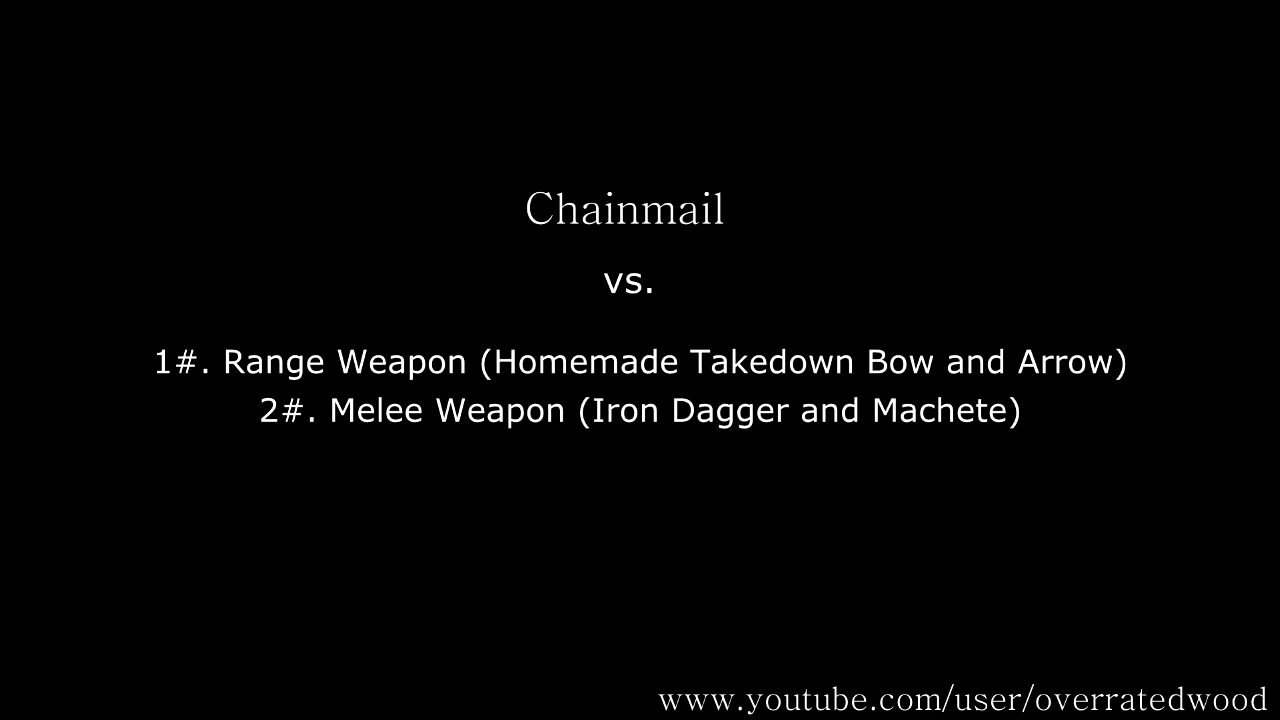 Chainmail
vs.
1#. Range Weapon (Homemade Takedown Bow and Arrow)
2#. Melee Weapon (Iron Dagger and Machete)
www.youtube.com/user/overratedwood